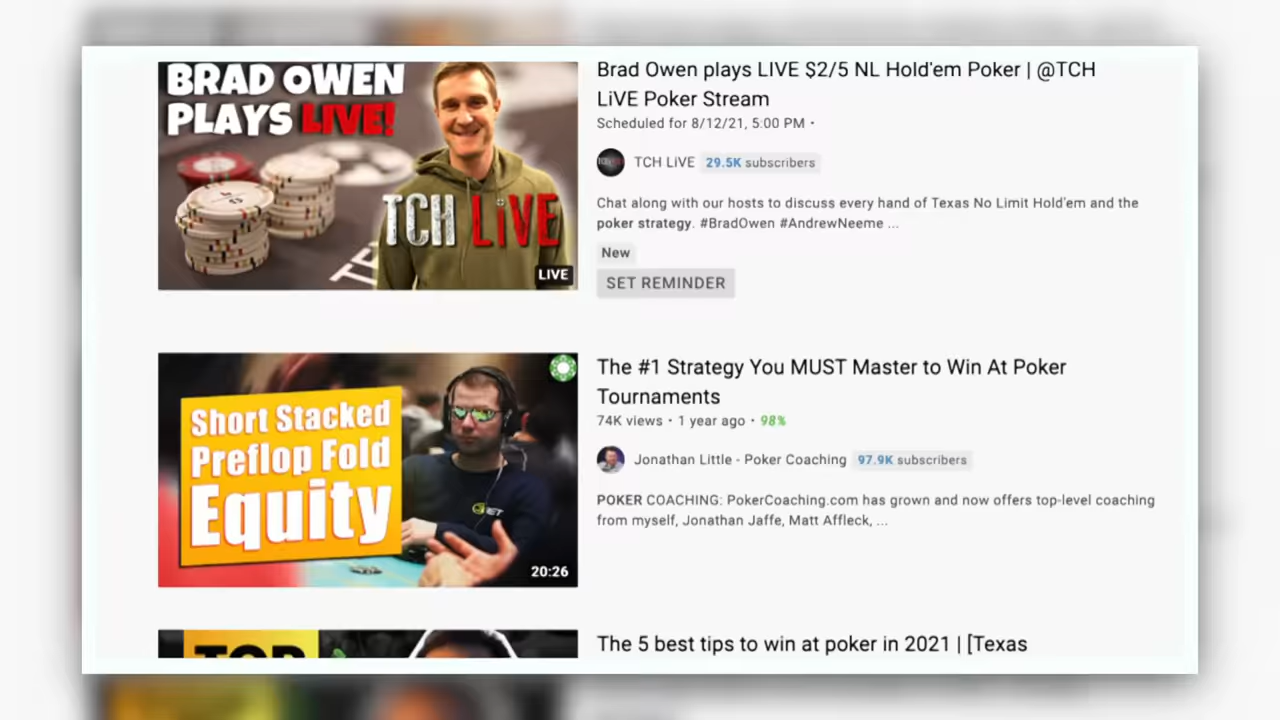 BRAD OWEN
PLAYS LIVE!
TCH LiVE
LIVE
Brad Owen plays LIVE $2/5 NL Hold'em Poker | @TCH
LiVE Poker Stream
Scheduled for 8/12/21, 5:00 PM •
TCH LiVE 29.5K subscribers
Chat along with our hosts to discuss every hand of Texas No Limit Hold'em and the
poker strategy. #BradOwen #AndrewNeeme ...
New
SET REMINDER
Short Stacked
Preflop Fold
Equity
20:26
The #1 Strategy You MUST Master to Win At Poker
Tournaments
74K views • 1 year ago • 98%
Jonathan Little - Poker Coaching 97.9K subscribers
POKER COACHING: PokerCoaching.com has grown and now offers top-level coaching
from myself, Jonathan Jaffe, Matt Affleck, ...
TOP
The 5 best tips to win at poker in 2021 | [Texas